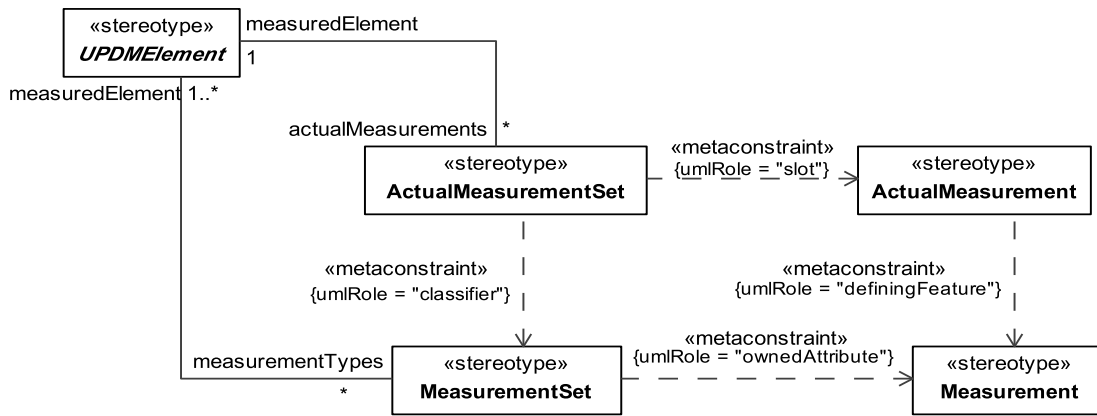 «stereotype»
UPDMElement
measuredElement
1
measuredElement 1..*
actualMeasurements *
«stereotype»
ActualMeasurementSet
«metaconstraint»
{umlRole = "slot"}
«stereotype»
ActualMeasurement
«metaconstraint»
{umlRole = "classifier"}
«metaconstraint»
{umlRole = "definingFeature"}
measurementTypes
*
«stereotype»
MeasurementSet
«metaconstraint»
{umlRole = "ownedAttribute"}
«stereotype»
Measurement